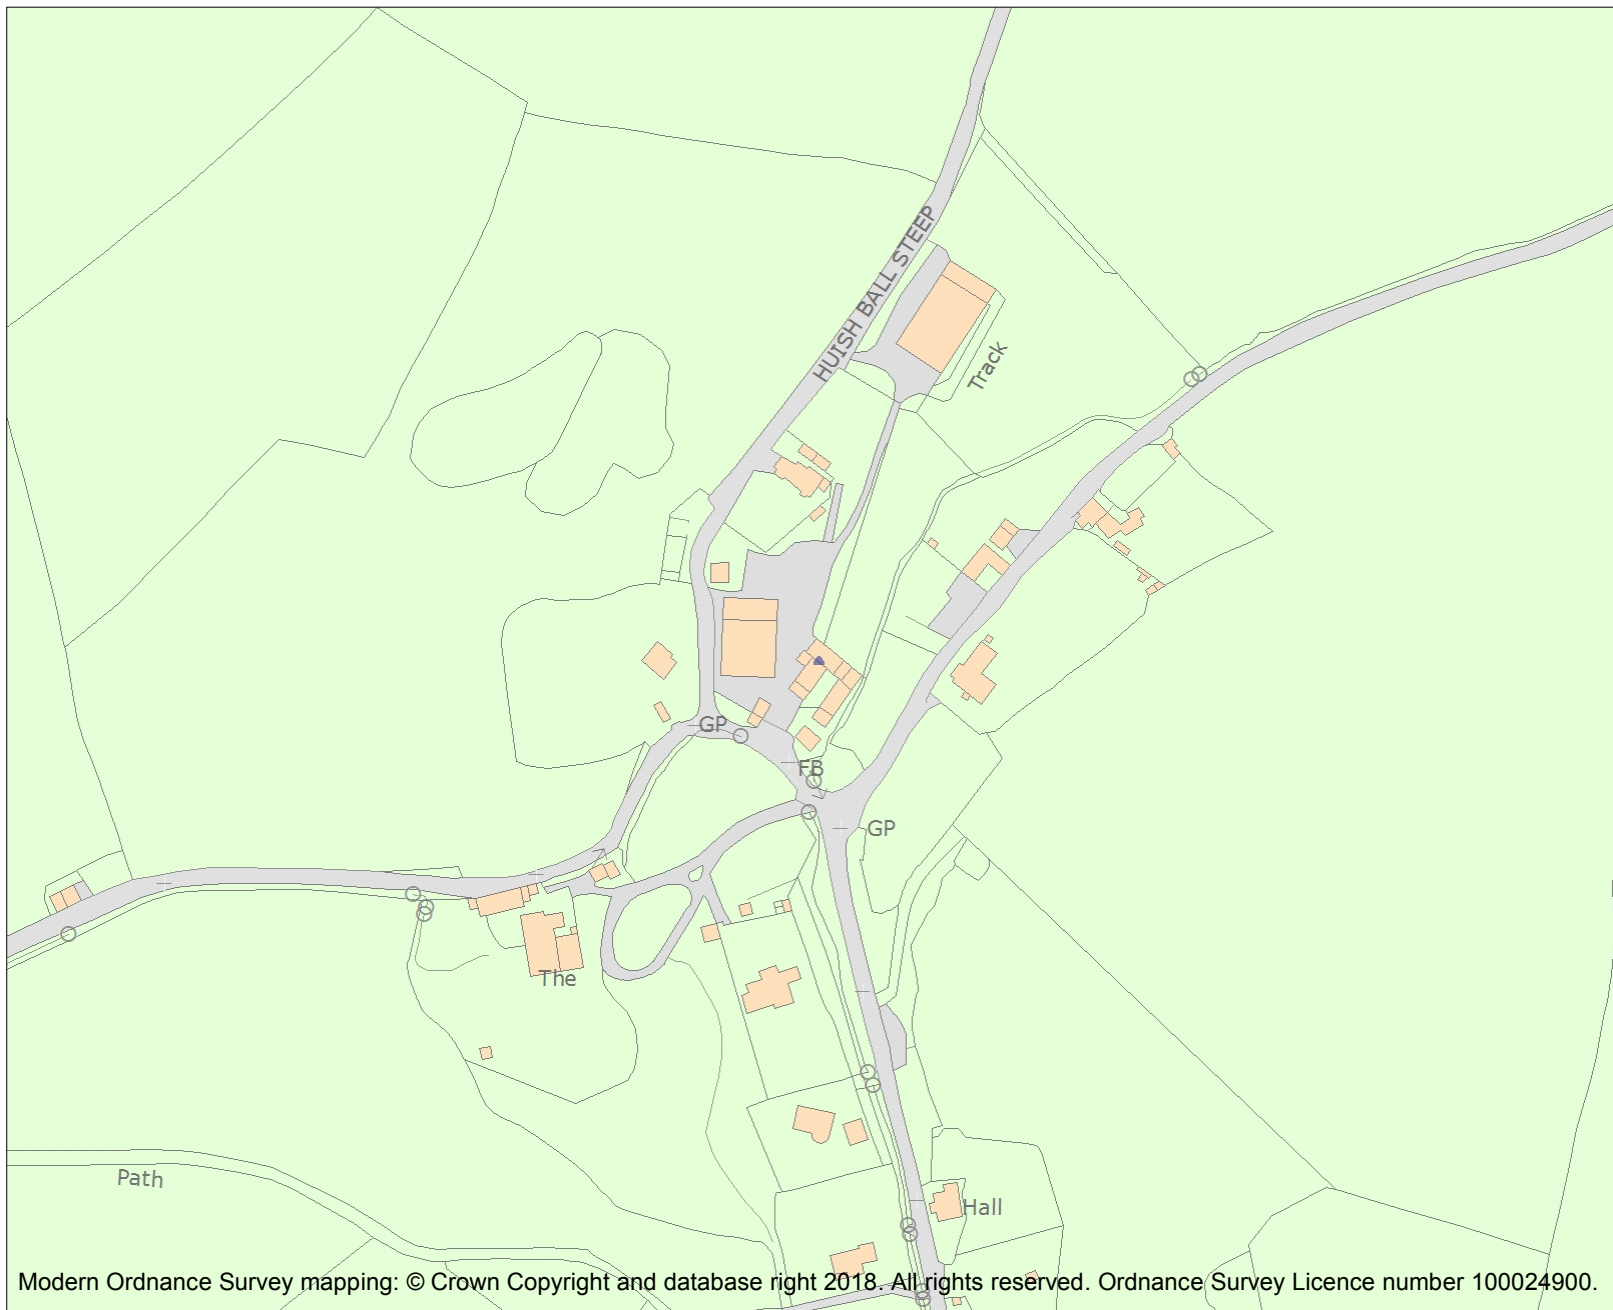 HUISH BALL STEEP
Track
GP
FB
GP
The
Path
Hall
Modern Ordnance Survey mapping: © Crown Copyright and database right 2018. All rights reserved. Ordnance Survey Licence number 100024900.